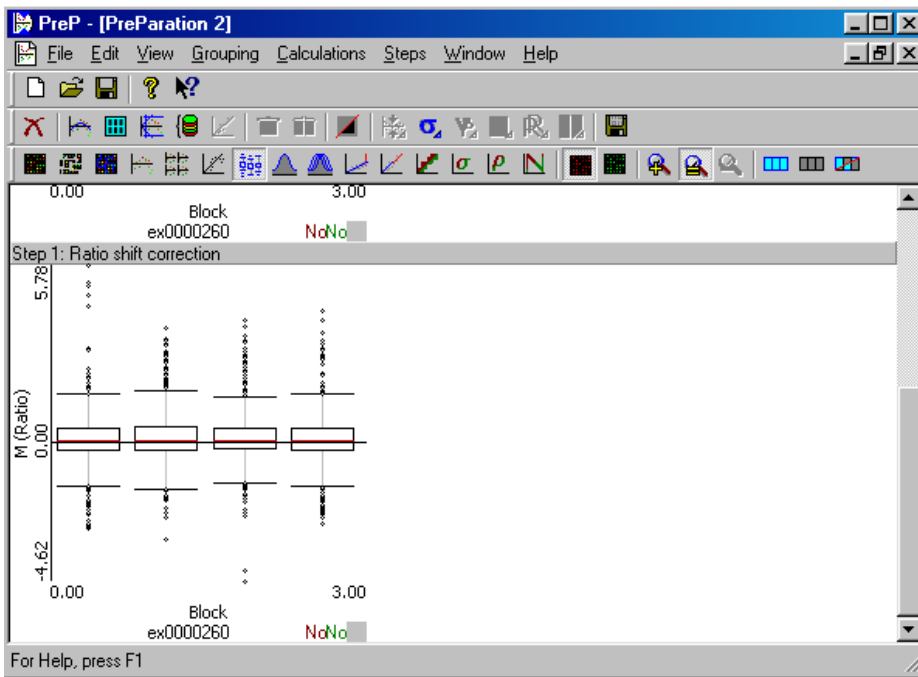 PreP - [PreParation 2]
File Edit View Grouping Calculations Steps Window Help
0.00 3.00
Block
ex0000260 NoNo
Step 1: Ratio shift correction
5.78
M (Ratio)
0.00
-4.62
0.00 3.00
Block
ex0000260 NoNo
For Help, press F1